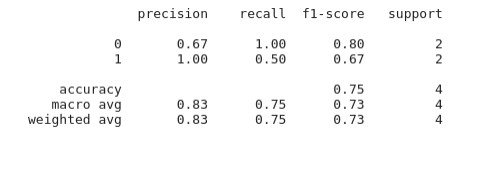 precision recall f1-score support
0 0.67 1.00 0.80 2
1 1.00 0.50 0.67 2
accuracy 0.75 4
macro avg 0.83 0.75 0.73 4
weighted avg 0.83 0.75 0.73 4